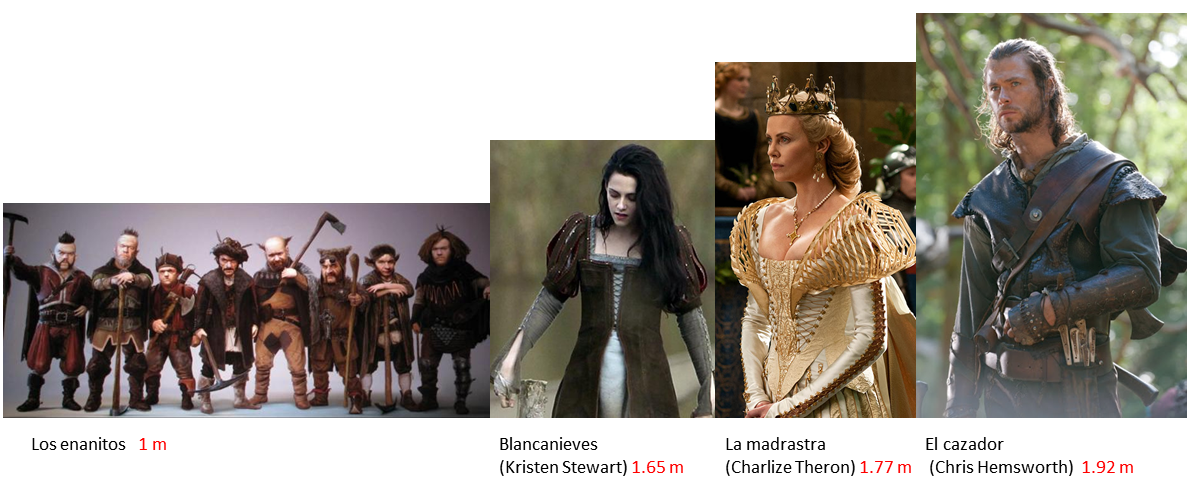 Los enanitos 1 m
Blancanieves
(Kristen Stewart) 1.65 m
La madrastra
(Charlize Theron) 1.77 m
El cazador
(Chris Hemsworth) 1.92 m